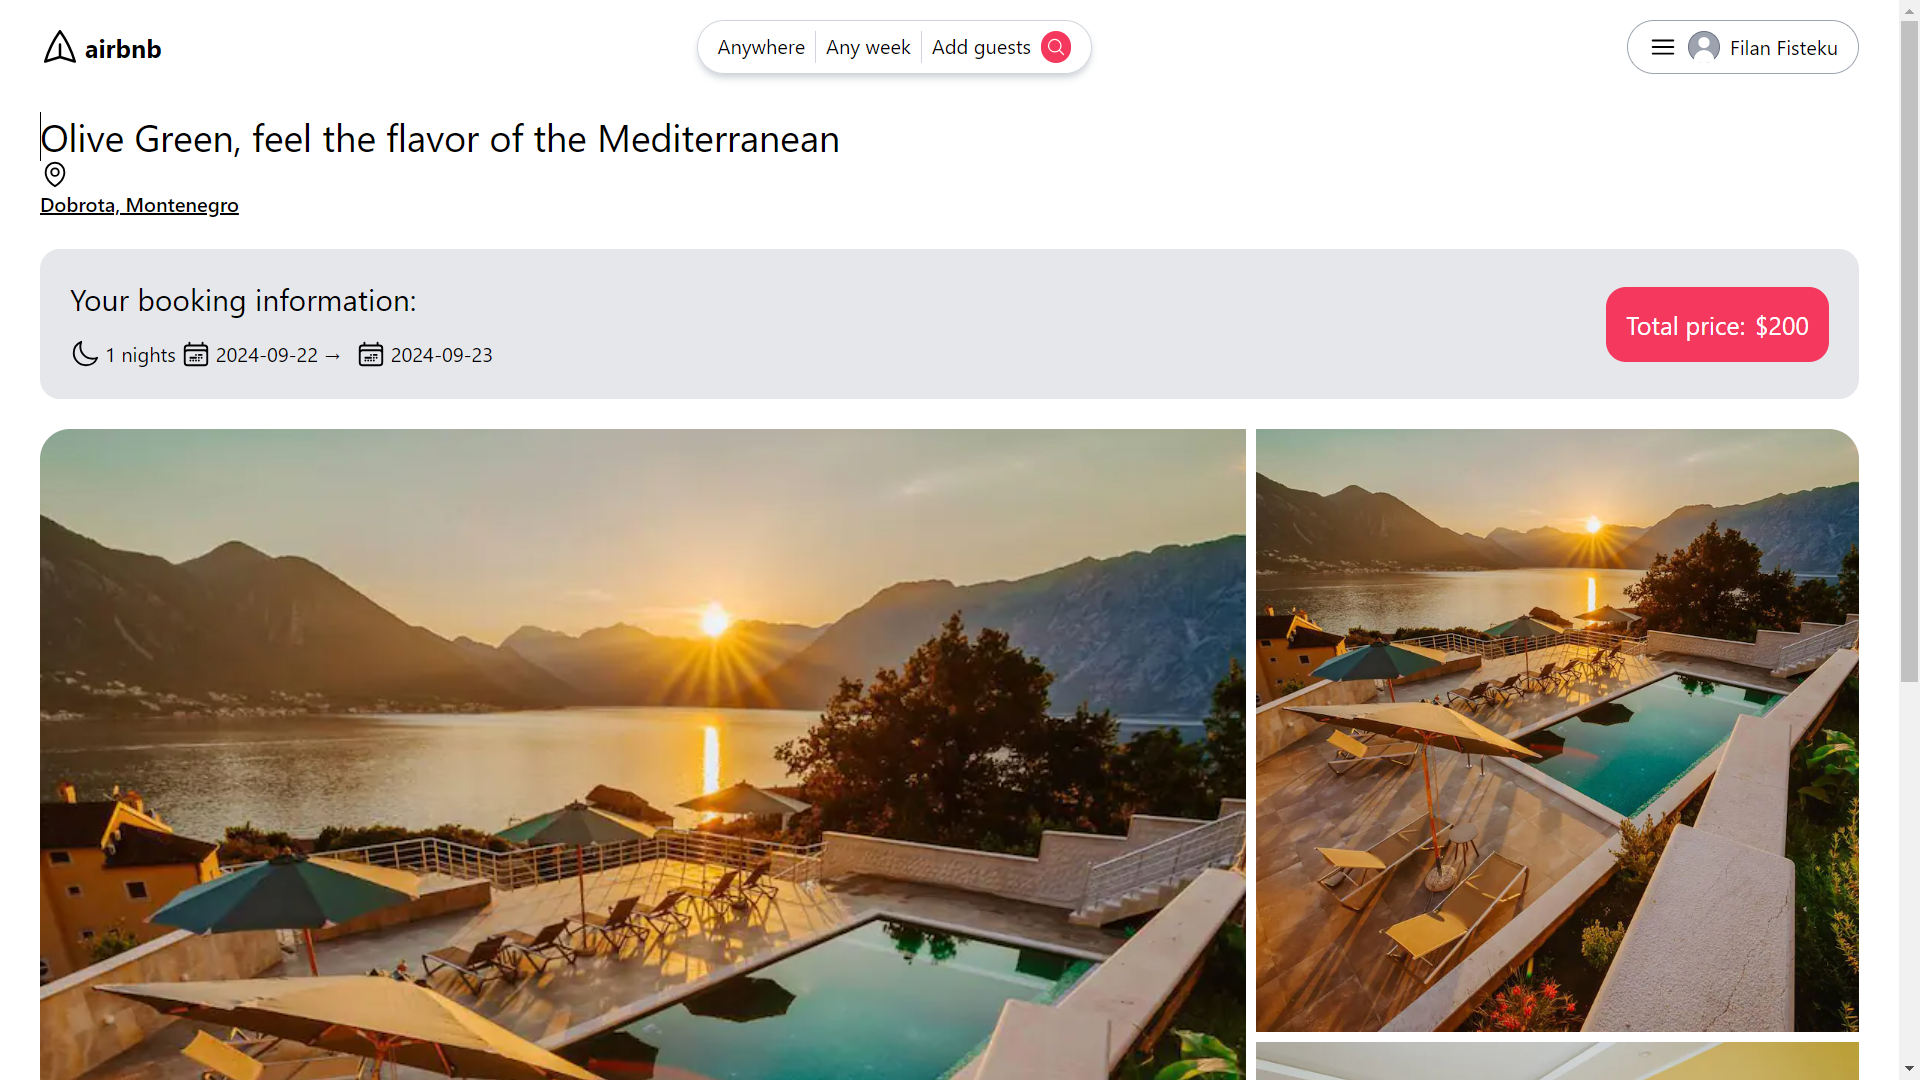 airbnb
Anywhere
Any week
Add guests
Filan Fisteku
Olive Green, feel the flavor of the Mediterranean
Dobrota, Montenegro
Your booking information:
1 nights 2024-09-22 → 2024-09-23
Total price: $200